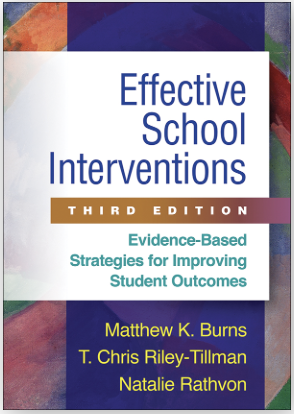 Effective
School
Interventions
THIRD EDITION
Evidence-Based
Strategies for Improving
Student Outcomes
Matthew K. Burns
T. Chris Riley-Tillman
Natalie Rathvon